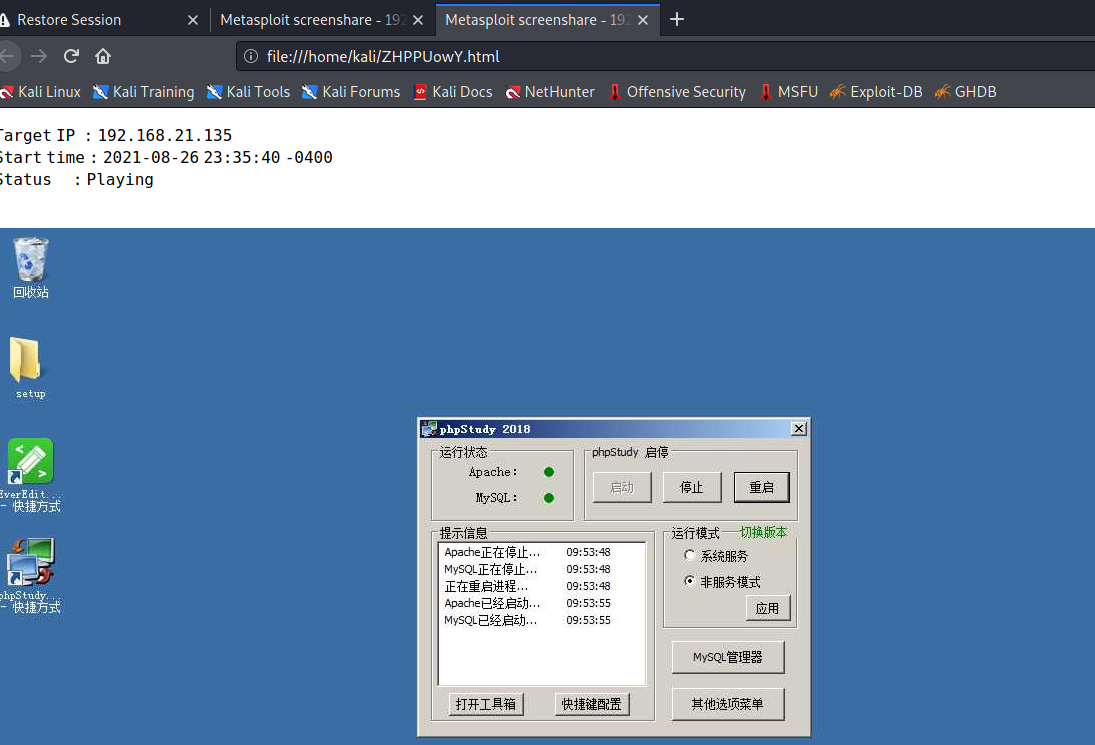 Restore Session
Metasploit screenshare - 192
Metasploit screenshare - 192
file:///home/kali/ZHPPUowY.html
Kali Linux Kali Training Kali Tools Kali Forums Kali Docs NetHunter Offensive Security MSFU Exploit-DB GHDB
Target IP : 192.168.21.135
Start time : 2021-08-26 23:35:40 -0400
Status : Playing
回收站
setup
EverEdit...
- 快捷方式
phpStudy...
- 快捷方式
phpStudy 2018
运行状态
Apache:
MySQL:
phpStudy 启停
启动 停止 重启
提示信息
Apache正在停止... 09:53:48
MySQL正在停止... 09:53:48
正在重启进程... 09:53:48
Apache已经启动... 09:53:55
MySQL已经启动... 09:53:55
打开工具箱 快捷键配置
运行模式 切换版本
系统服务
非服务模式
应用
MySQL管理器
其他选项菜单